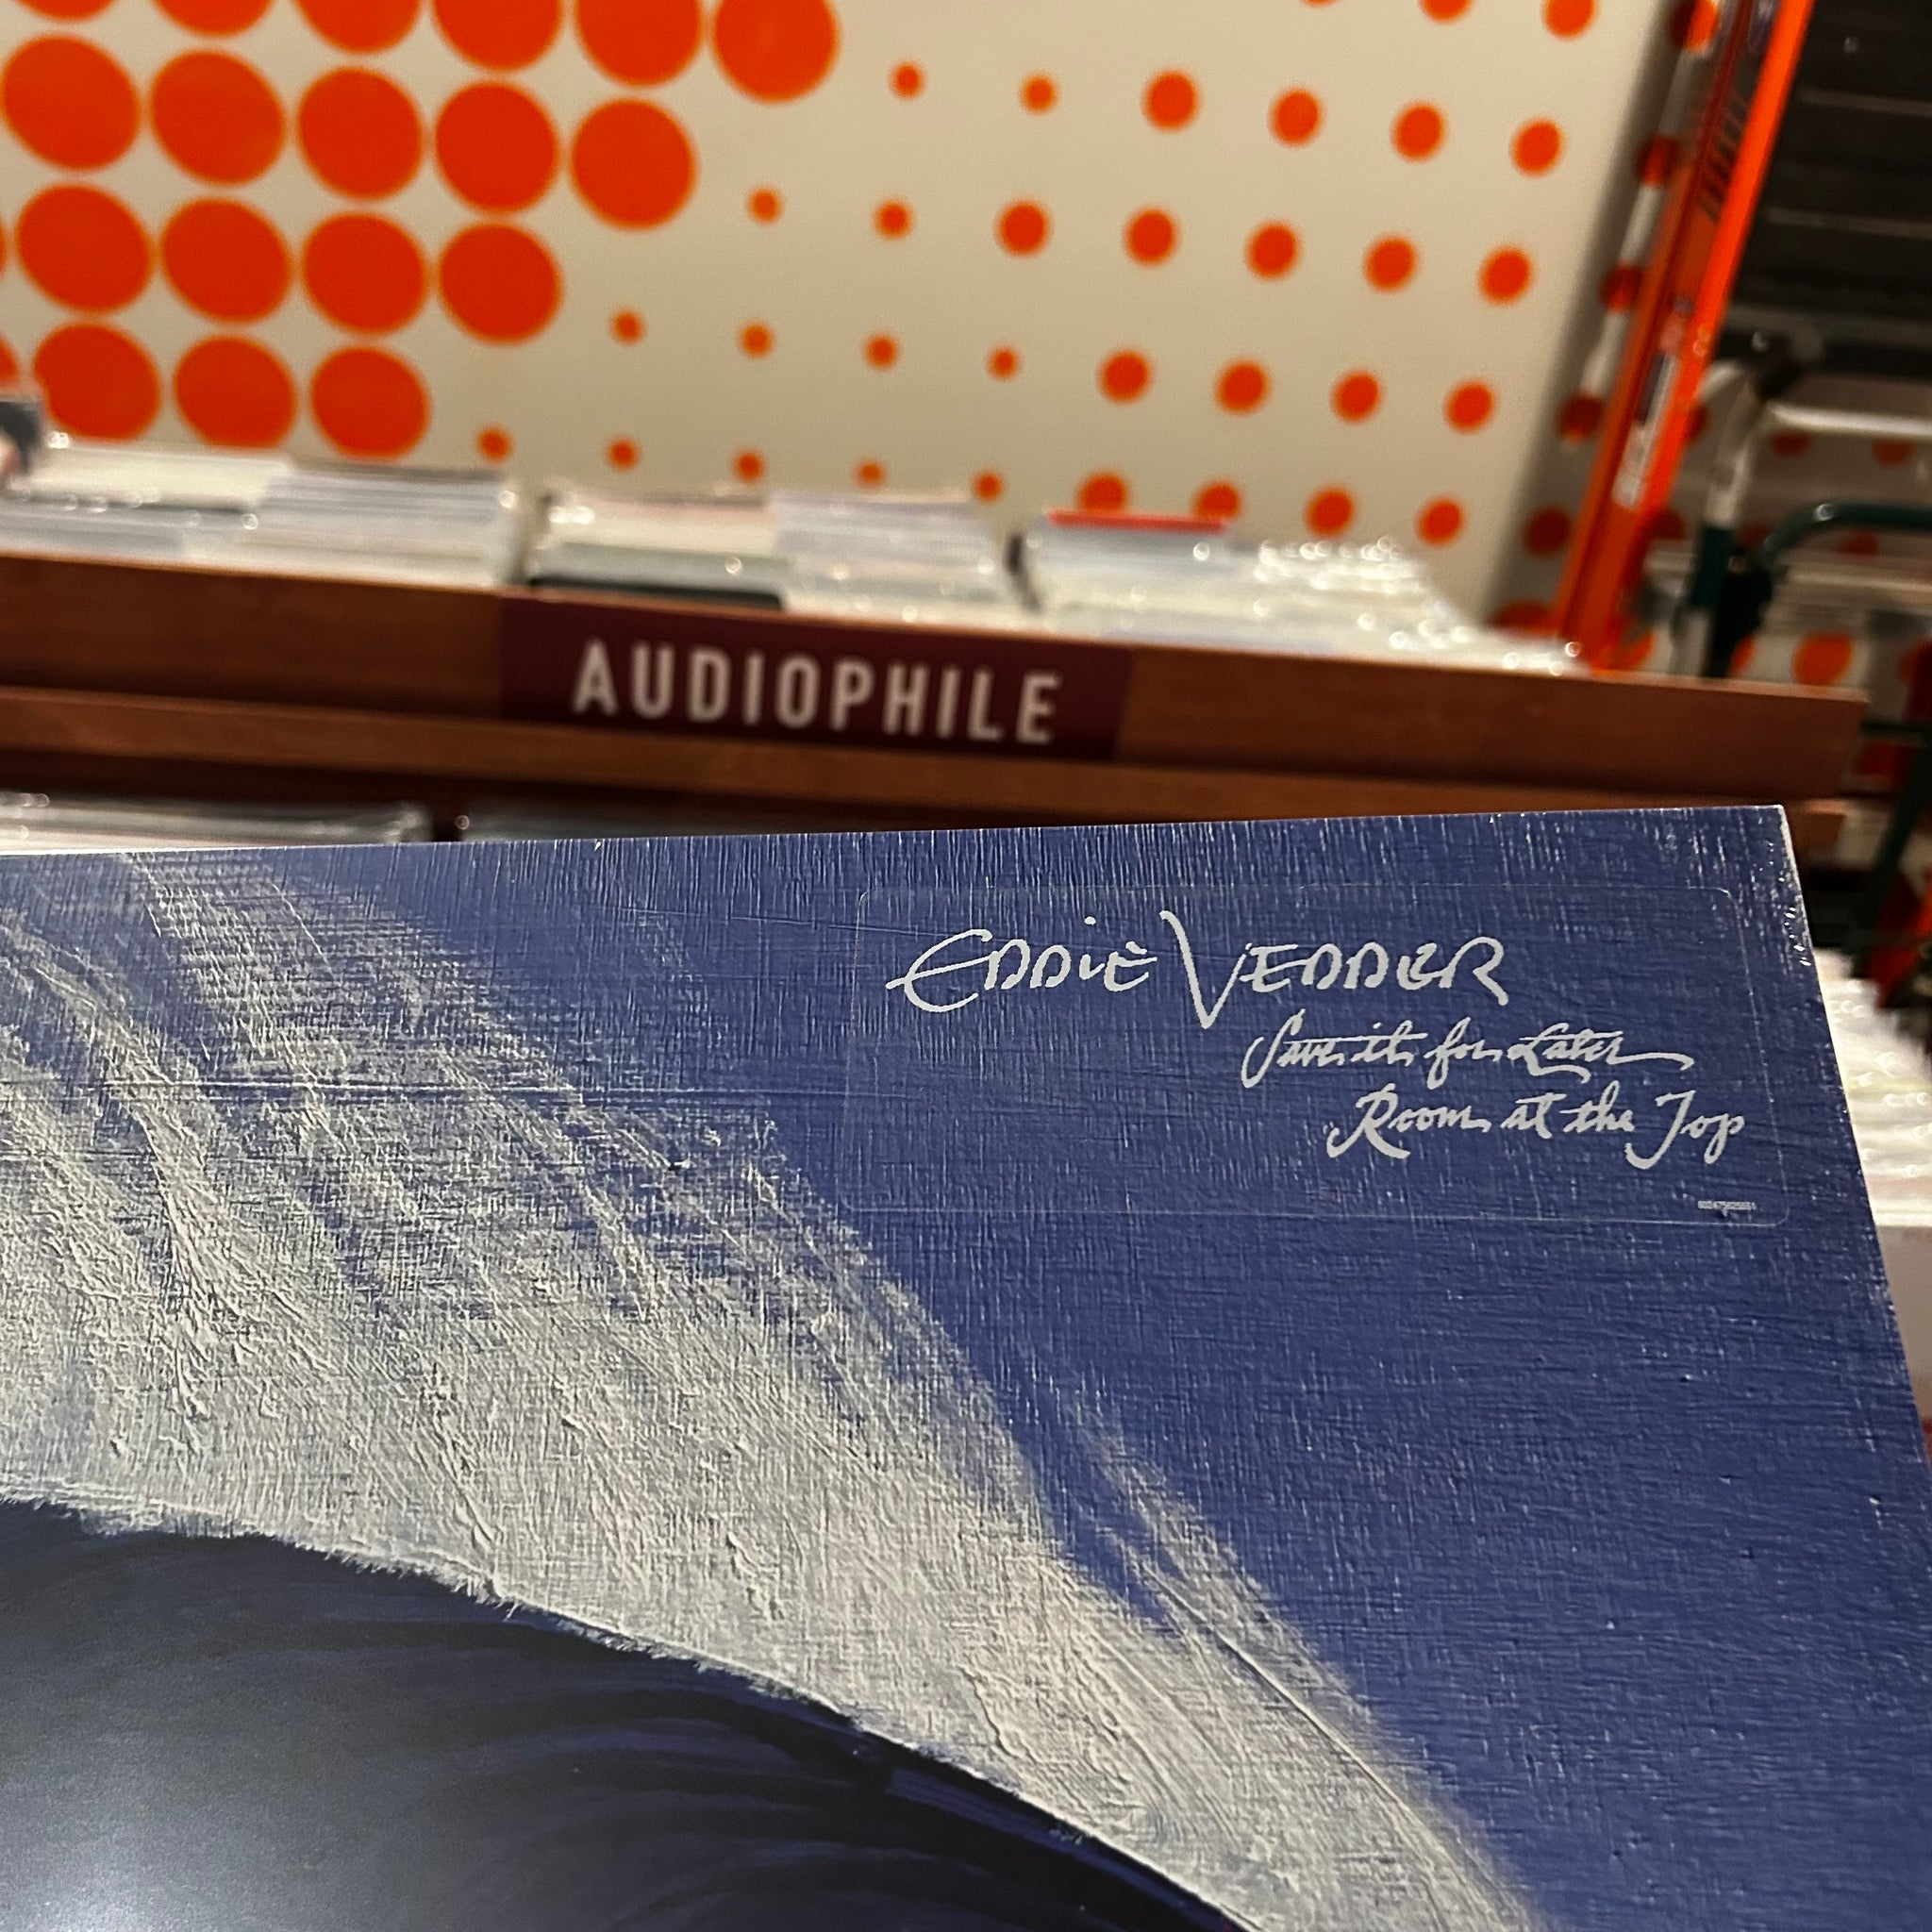 AUDIOPHILE
EDDIE VEDDER
Save it for Later
Room at the Top